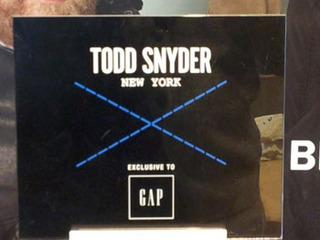 TODD SNYDER
NEW YORK
EXCLUSIVE TO
GAP
B